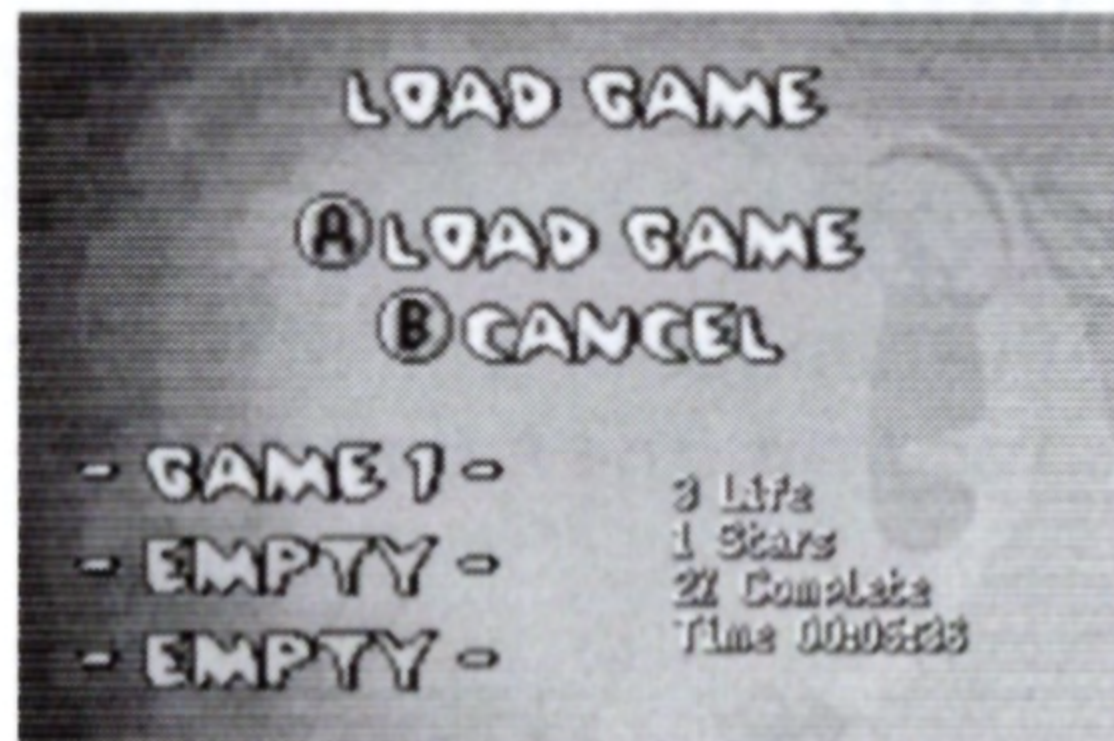 LOAD GAME
A LOAD GAME
B CANCEL
- GAME 1 -
- EMPTY -
- EMPTY -
3 Life
1 Stars
2% Complete
Time